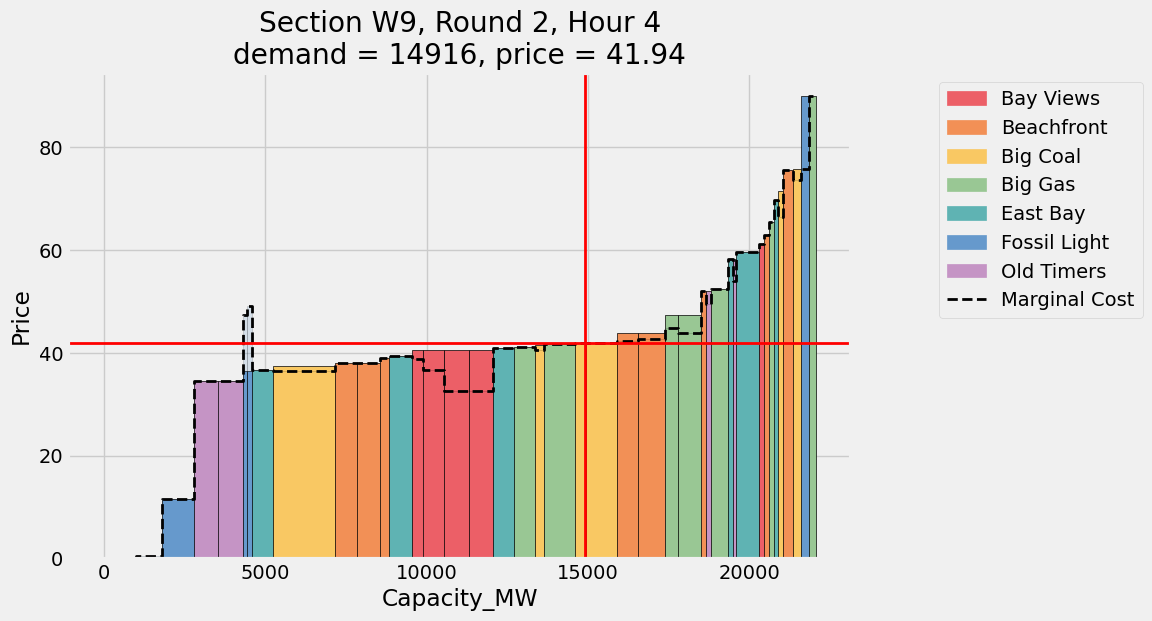 Section W9, Round 2, Hour 4
demand = 14916, price = 41.94
Price
80
60
40
20
0
0 5000 10000 15000 20000
Capacity_MW
Bay Views
Beachfront
Big Coal
Big Gas
East Bay
Fossil Light
Old Timers
Marginal Cost